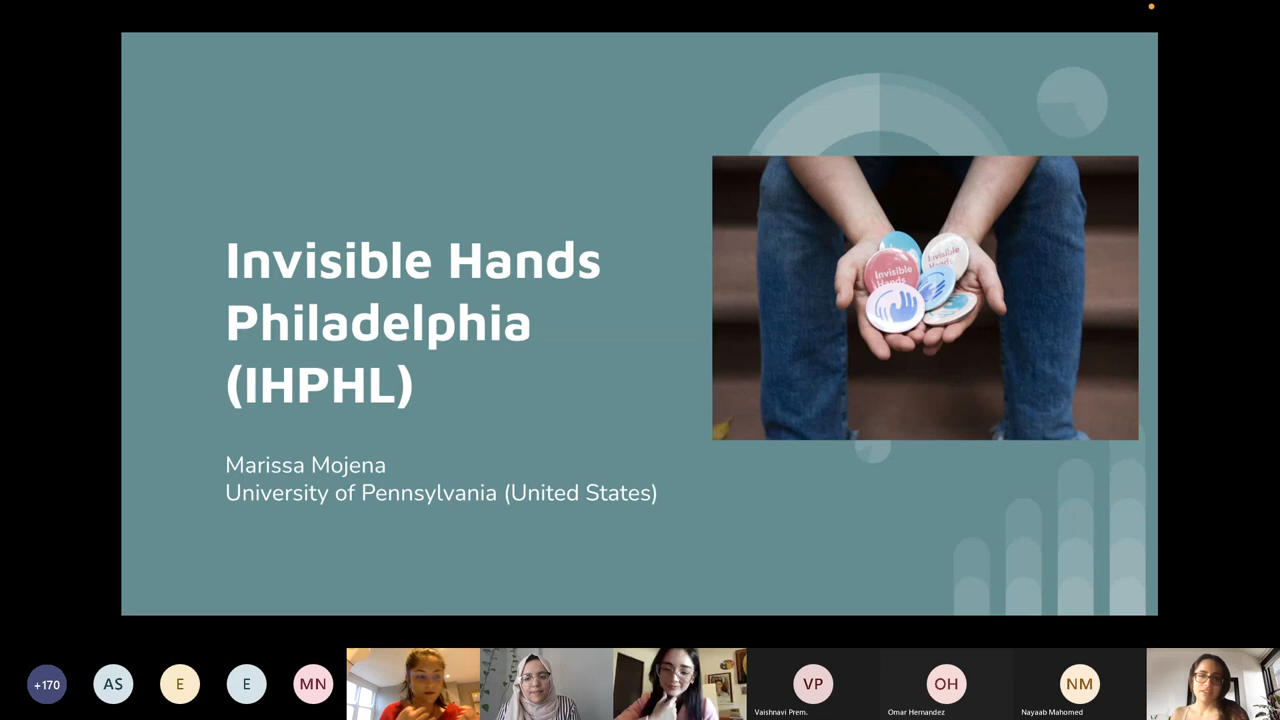 Invisible Hands
Philadelphia
(IHPHL)
Marissa Mojena
University of Pennsylvania (United States)
Invisible
Hands
Invisible
Hands
+170
AS
E
E
MN
VP
Vaishnavi Prem.
OH
Omar Hernandez
NM
Nayaab Mahomed